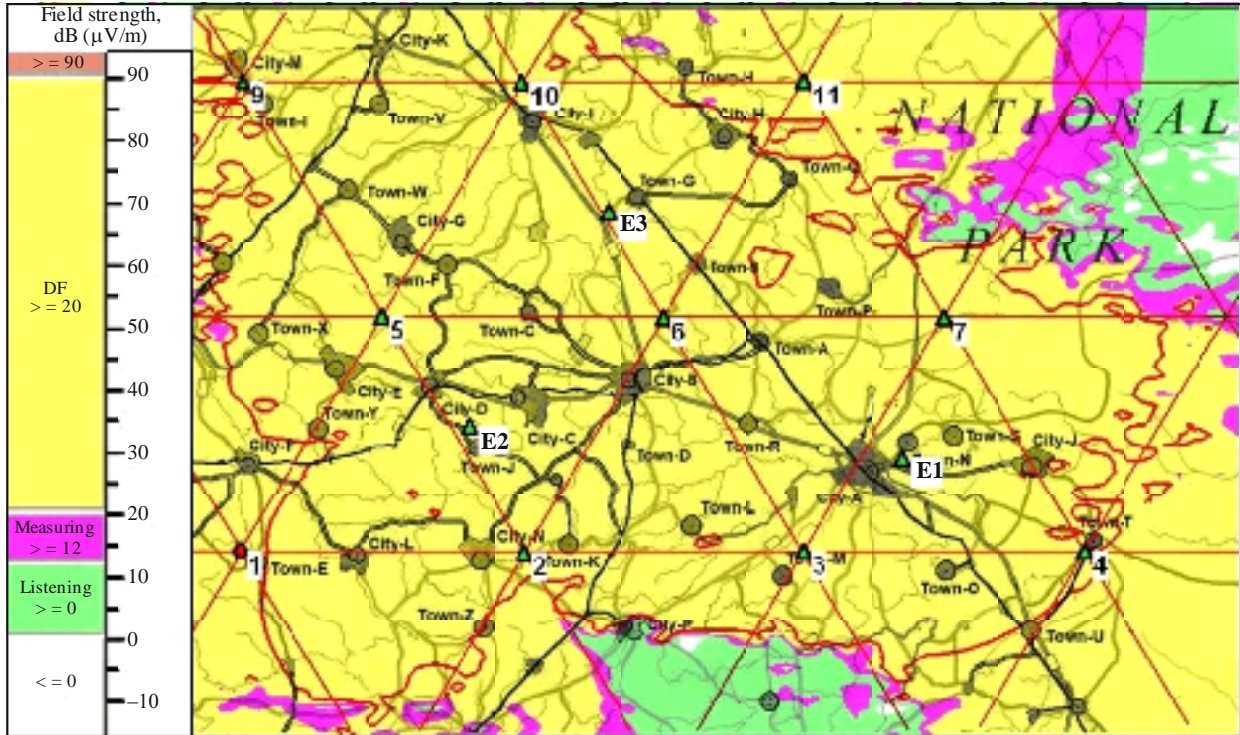 Field strength,
dB (µV/m)
> = 90
90
80
70
60
DF
> = 20
50
40
30
20
Measuring
> = 12
10
Listening
> = 0
0
< = 0
–10
City-K
City-M
9
10
11
Town-H
Town-I
Town-V
City-I
City-H
NATIONAL
PARK
Town-W
Town-G
Town-Q
City-G
E3
Town-F
Town-P
Town-X
5
Town-C
6
7
Town-A
City-E
City-B
Town-Y
City-D
E2
City-C
City-F
Town-J
Town-D
Town-R
City-J
E1
City-A
Town-L
Town-T
City-L
City-N
1
Town-E
2
Town-K
3
4
Town-O
Town-Z
City-P
Town-U